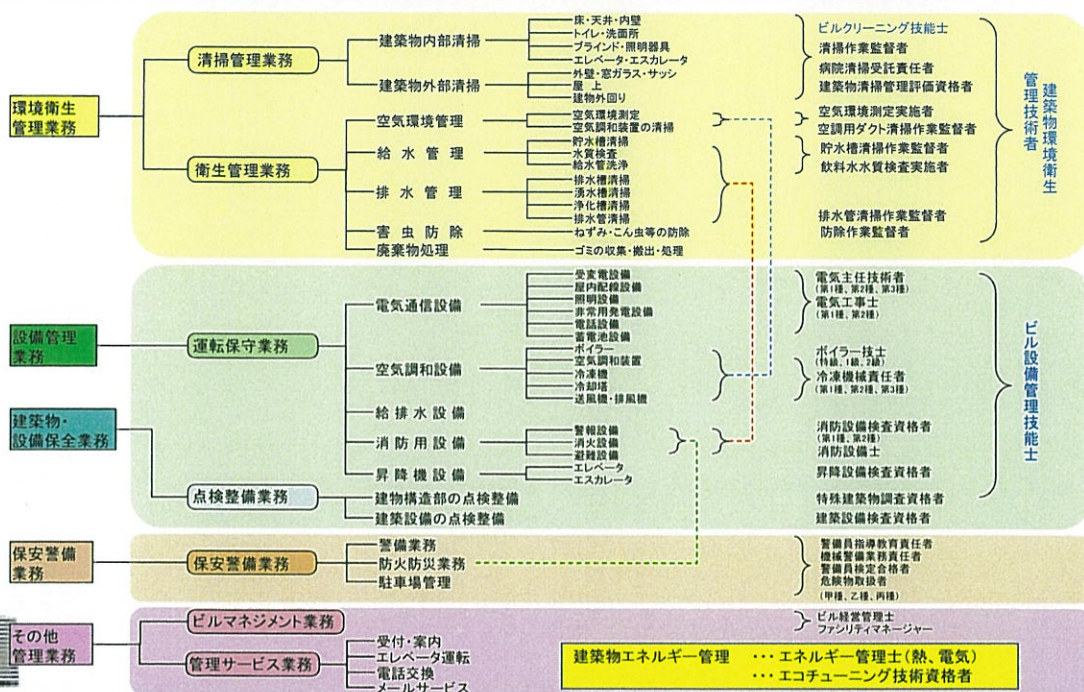 環境衛生
管理業務
清掃管理業務
建築物内部清掃
床・天井・内壁
トイレ・洗面所
ブラインド・照明器具
エレベータ・エスカレータ
建築物外部清掃
外壁・窓ガラス・サッシ
屋上
建物外回り
ビルクリーニング技能士
清掃作業監督者
病院清掃受託責任者
建築物清掃管理評価資格者
衛生管理業務
空気環境管理
空気環境測定
空気調和装置の清掃
空気環境測定実施者
空調用ダクト清掃作業監督者
給水管理
貯水槽清掃
水質検査
給水管洗浄
貯水槽清掃作業監督者
飲料水水質検査実施者
排水管理
排水槽清掃
湧水槽清掃
浄化槽清掃
排水管清掃
排水管清掃作業監督者
害虫防除
ねずみ・こん虫等の防除
防除作業監督者
廃棄物処理
ゴミの収集・搬出・処理
建築物環境衛生
管理技術者
設備管理
業務
運転保守業務
電気通信設備
受変電設備
屋内配線設備
照明設備
非常用発電設備
電話設備
蓄電池設備
電気主任技術者
(第1種、第2種、第3種)
電気工事士
(第1種、第2種)
空気調和設備
ボイラー
空気調和装置
冷凍機
冷却塔
送風機・排風機
ボイラー技士
(特級、1級、2級)
冷凍機械責任者
(第1種、第2種、第3種)
給排水設備
消防用設備
警報設備
消火設備
避難設備
消防設備検査資格者
(第1種、第2種)
消防設備士
昇降機設備
エレベータ
エスカレータ
昇降設備検査資格者
建築物・
設備保全業務
点検整備業務
建物構造部の点検整備
建築設備の点検整備
特殊建築物調査資格者
建築設備検査資格者
ビル設備管理技能士
保安警備
業務
保安警備業務
警備業務
防火防災業務
駐車場管理
警備員指導教育責任者
機械警備業務責任者
警備員検定合格者
危険物取扱者
(甲種、乙種、丙種)
その他
管理業務
ビルマネジメント業務
ビル経営管理士
ファシリティマネージャー
管理サービス業務
受付・案内
エレベータ運転
電話交換
メールサービス
建築物エネルギー管理 ・・・エネルギー管理士(熱、電気)
・・・エコチューニング技術資格者